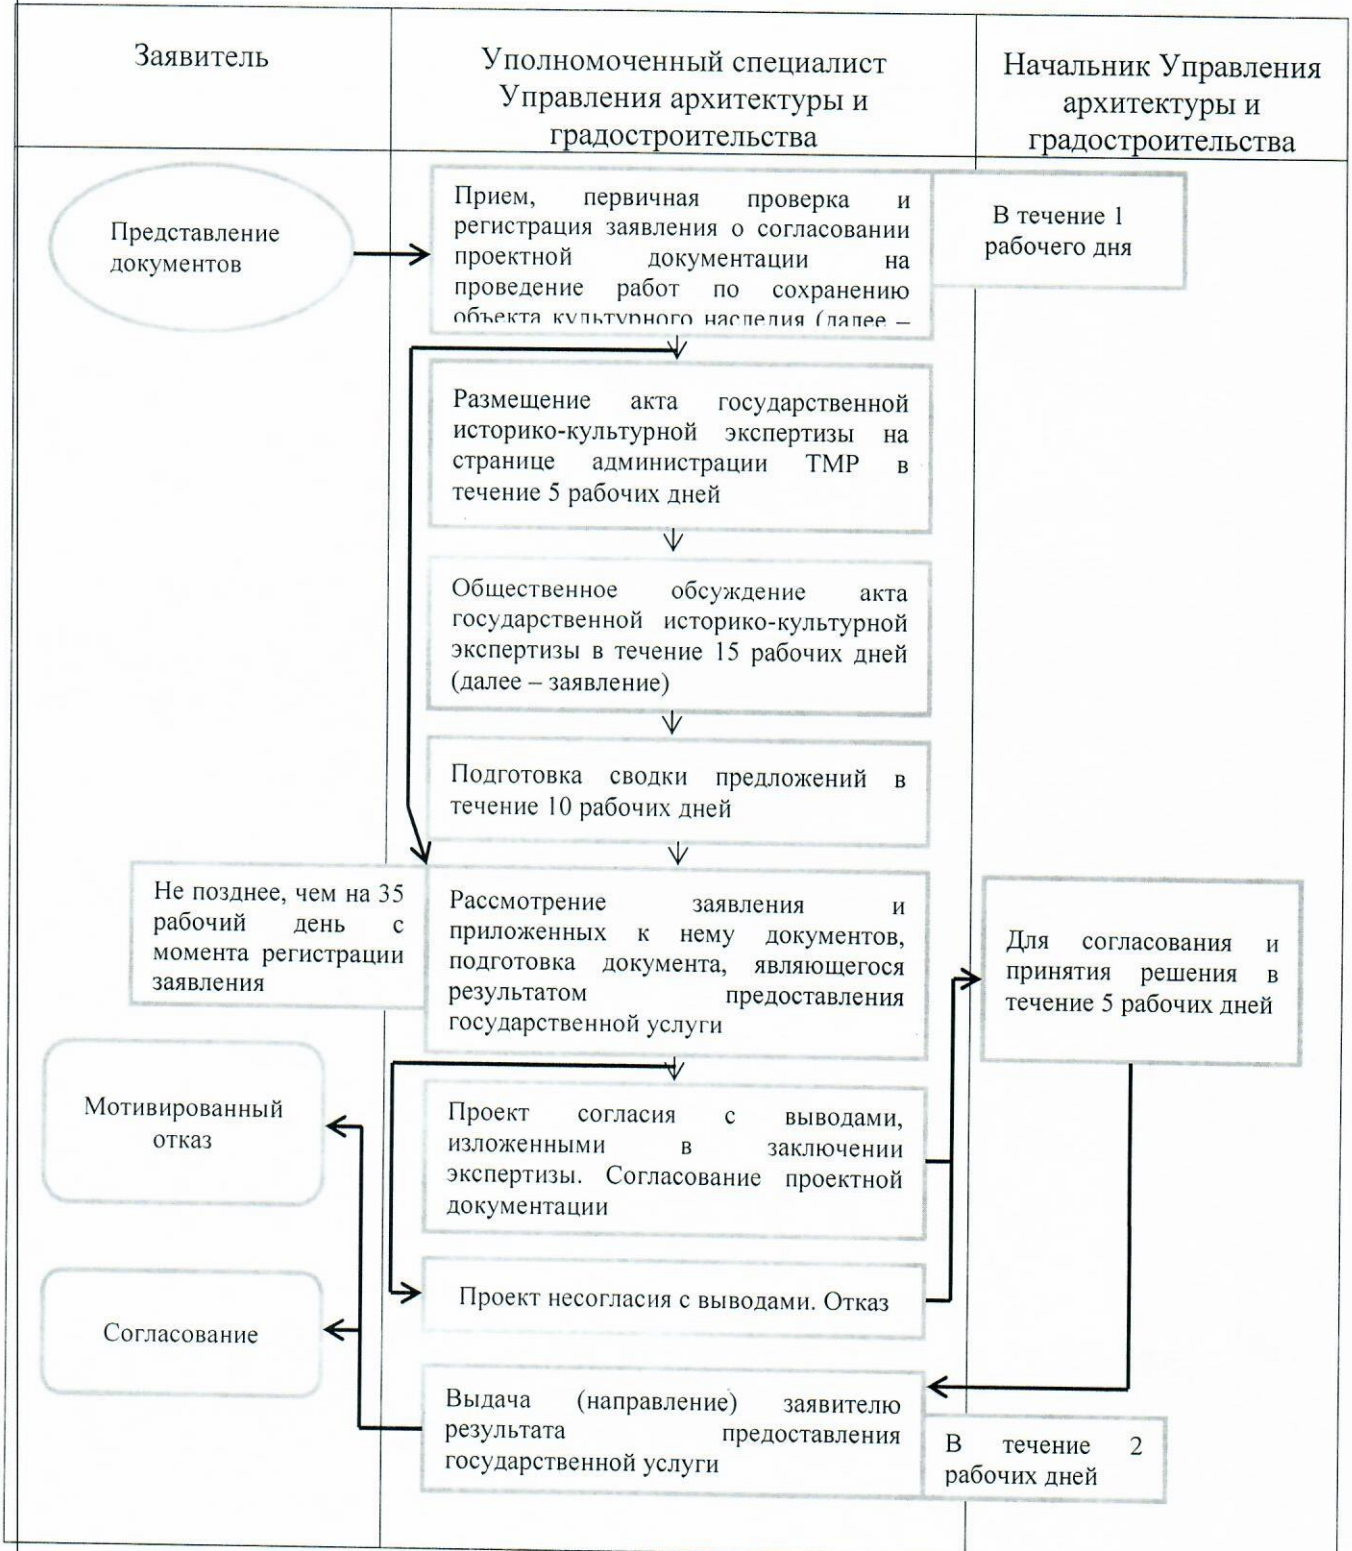 Заявитель
Уполномоченный специалист
Управления архитектуры и
градостроительства
Начальник Управления
архитектуры и
градостроительства
Представление
документов
Прием, первичная проверка и
регистрация заявления о согласовании
проектной документации на
проведение работ по сохранению
объекта культурного наследия (далее –
В течение 1
рабочего дня
Размещение акта государственной
историко-культурной экспертизы на
странице администрации ТМР в
течение 5 рабочих дней
Общественное обсуждение акта
государственной историко-культурной
экспертизы в течение 15 рабочих дней
(далее – заявление)
Подготовка сводки предложений в
течение 10 рабочих дней
Не позднее, чем на 35
рабочий день с
момента регистрации
заявления
Рассмотрение заявления и
приложенных к нему документов,
подготовка документа, являющегося
результатом предоставления
государственной услуги
Для согласования и
принятия решения в
течение 5 рабочих дней
Мотивированный
отказ
Проект согласия с выводами,
изложенными в заключении
экспертизы. Согласование проектной
документации
Проект несогласия с выводами. Отказ
Согласование
Выдача (направление) заявителю
результата предоставления
государственной услуги
В течение 2
рабочих дней